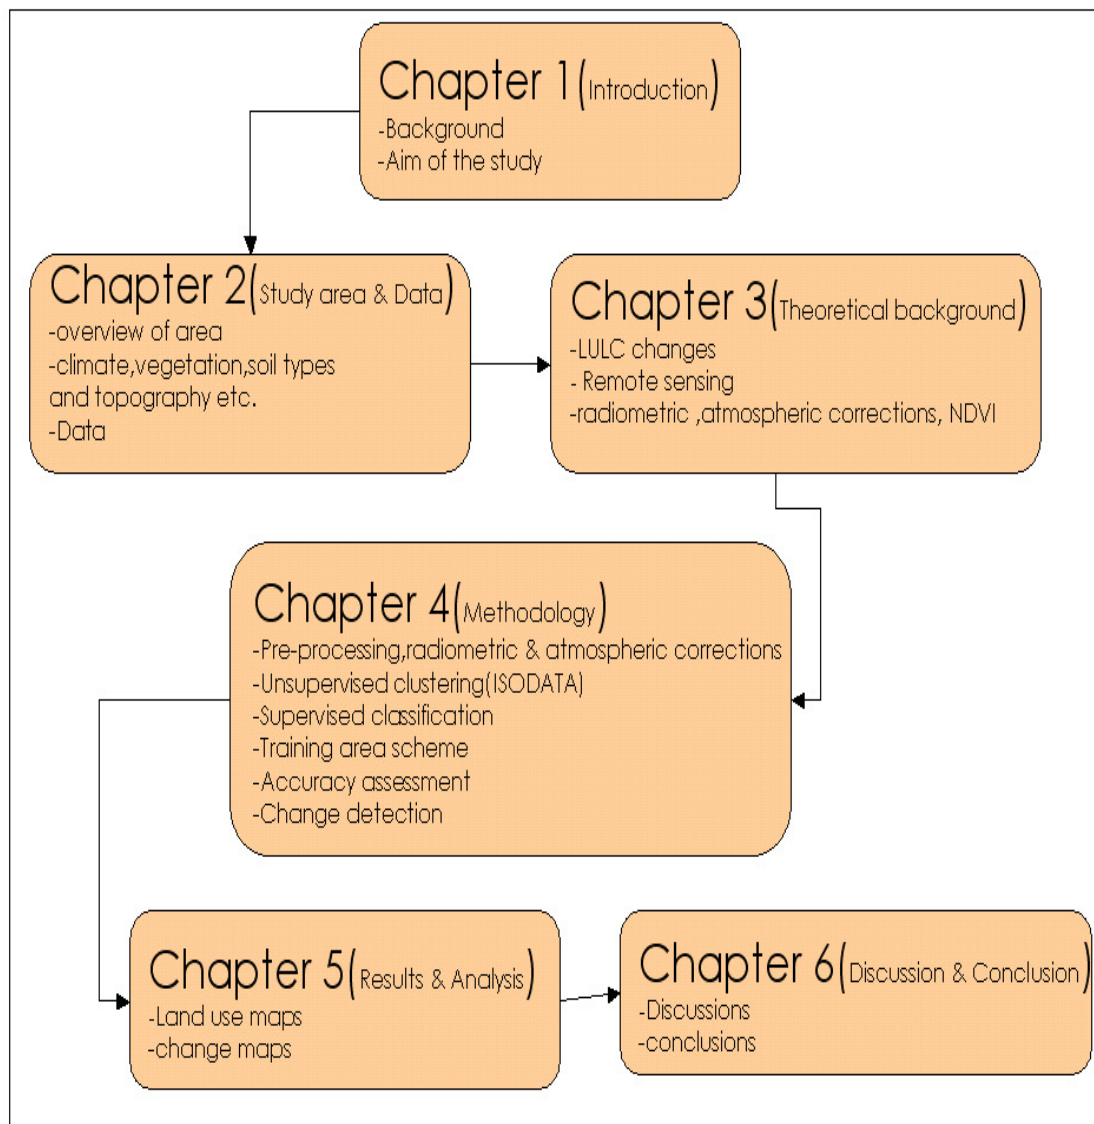 Chapter 1(Introduction)
-Background
-Aim of the study
Chapter 2(Study area & Data)
-overview of area
-climate,vegetation,soil types
and topography etc.
-Data
Chapter 3(Theoretical background)
-LULC changes
- Remote sensing
-radiometric ,atmospheric corrections, NDVI
Chapter 4(Methodology)
-Pre-processing,radiometric & atmospheric corrections
-Unsupervised clustering(ISODATA)
-Supervised classification
-Training area scheme
-Accuracy assessment
-Change detection
Chapter 5(Results & Analysis)
-Land use maps
-change maps
Chapter 6(Discussion & Conclusion)
-Discussions
-conclusions